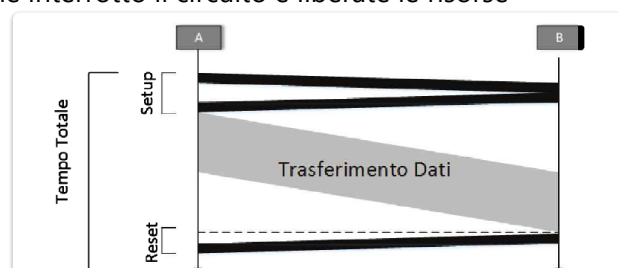 interrotto il circuito e liberate le risorse
A
B
Setup
Tempo Totale
Trasferimento Dati
Reset